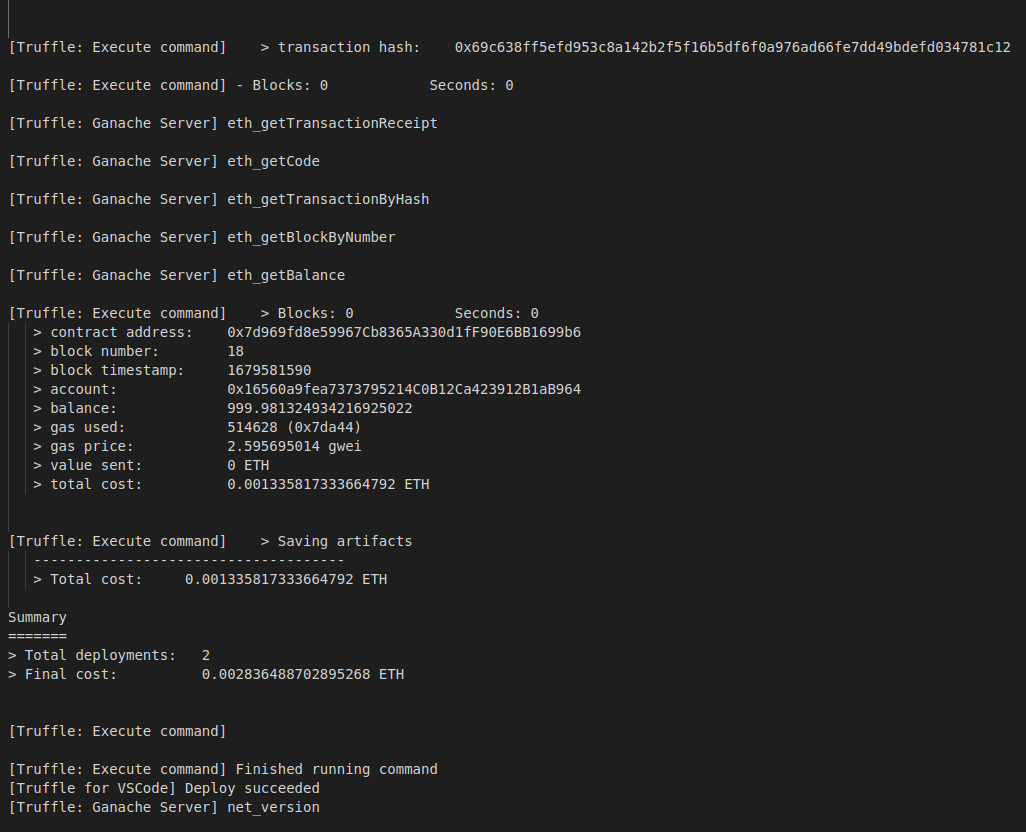 [Truffle: Execute command]    > transaction hash:    0x69c638ff5efd953c8a142b2f5f16b5df6f0a976ad66fe7dd49bdefd034781c12
[Truffle: Execute command] - Blocks: 0            Seconds: 0
[Truffle: Ganache Server] eth_getTransactionReceipt
[Truffle: Ganache Server] eth_getCode
[Truffle: Ganache Server] eth_getTransactionByHash
[Truffle: Ganache Server] eth_getBlockByNumber
[Truffle: Ganache Server] eth_getBalance
[Truffle: Execute command]    > Blocks: 0            Seconds: 0
> contract address:    0x7d969fd8e59967Cb8365A330d1fF90E6BB1699b6
> block number:        18
> block timestamp:     1679581590
> account:             0x16560a9fea7373795214C0B12Ca423912B1aB964
> balance:             999.981324934216925022
> gas used:            514628 (0x7da44)
> gas price:           2.595695014 gwei
> value sent:          0 ETH
> total cost:          0.001335817333664792 ETH
[Truffle: Execute command]    > Saving artifacts
-------------------------------------
> Total cost:     0.001335817333664792 ETH
Summary
=======
> Total deployments:   2
> Final cost:          0.002836488702895268 ETH
[Truffle: Execute command]
[Truffle: Execute command] Finished running command
[Truffle for VSCode] Deploy succeeded
[Truffle: Ganache Server] net_version